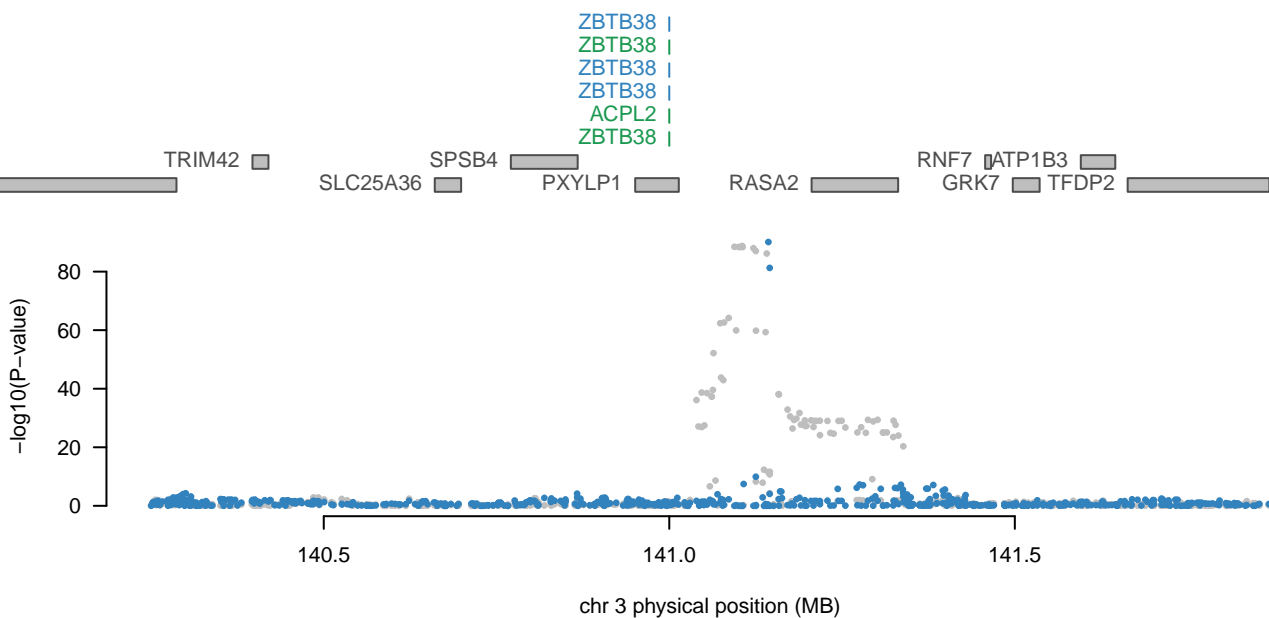 ZBTB38
ZBTB38
ZBTB38
ZBTB38
ACPL2
ZBTB38
TRIM42 SPSB4 RNF7 ATP1B3
SLC25A36 PXYLP1 RASA2 GRK7 TFDP2
−log10(P−value)
80
60
40
20
0
140.5 141.0 141.5
chr 3 physical position (MB)